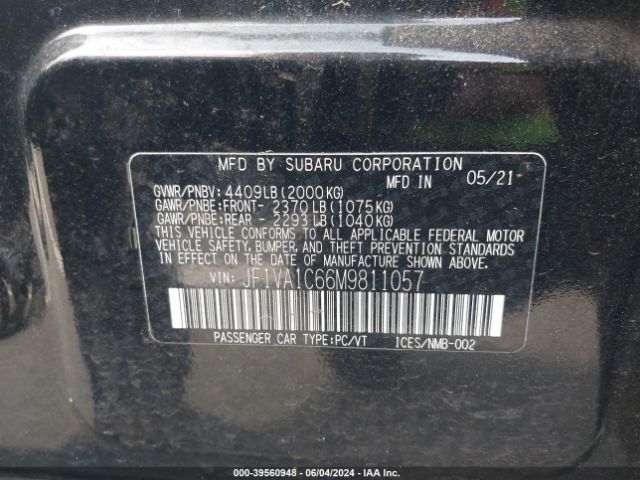 MFD BY SUBARU CORPORATION
MFD IN 05/21
GVWR/PNBV: 4409LB(2000KG)
GAWR/PNBE:FRONT- 2370LB(1075KG)
GAWR/PNBE:REAR - 2293LB(1040KG)
THIS VEHICLE CONFORMS TO ALL APPLICABLE FEDERAL MOTOR
VEHICLE SAFETY, BUMPER, AND THEFT PREVENTION STANDARDS
IN EFFECT ON THE DATE OF MANUFACTURE SHOWN ABOVE.
VIN: JF1VA1C66M9811057
PASSENGER CAR TYPE:PC/VT ICES/NMB-002
©(39560948 - 06/04/2024 - IAA Inc.)